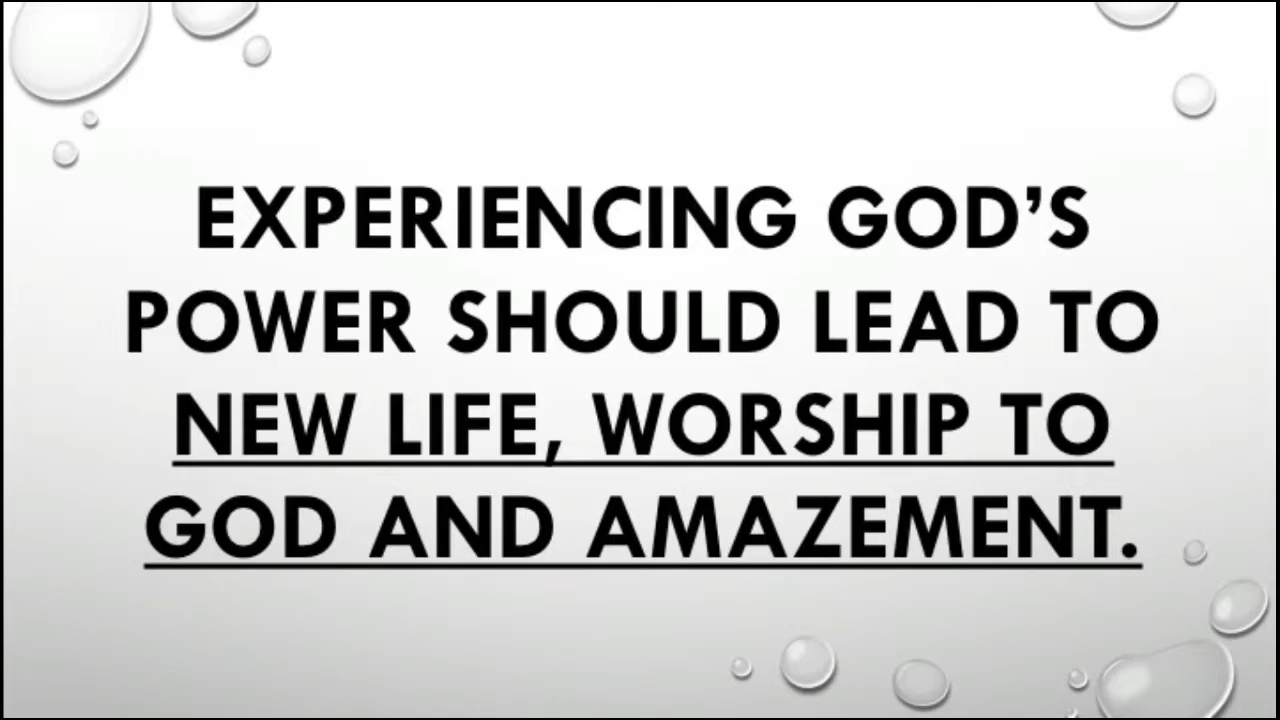 EXPERIENCING GOD’S
POWER SHOULD LEAD TO
NEW LIFE, WORSHIP TO
GOD AND AMAZEMENT.